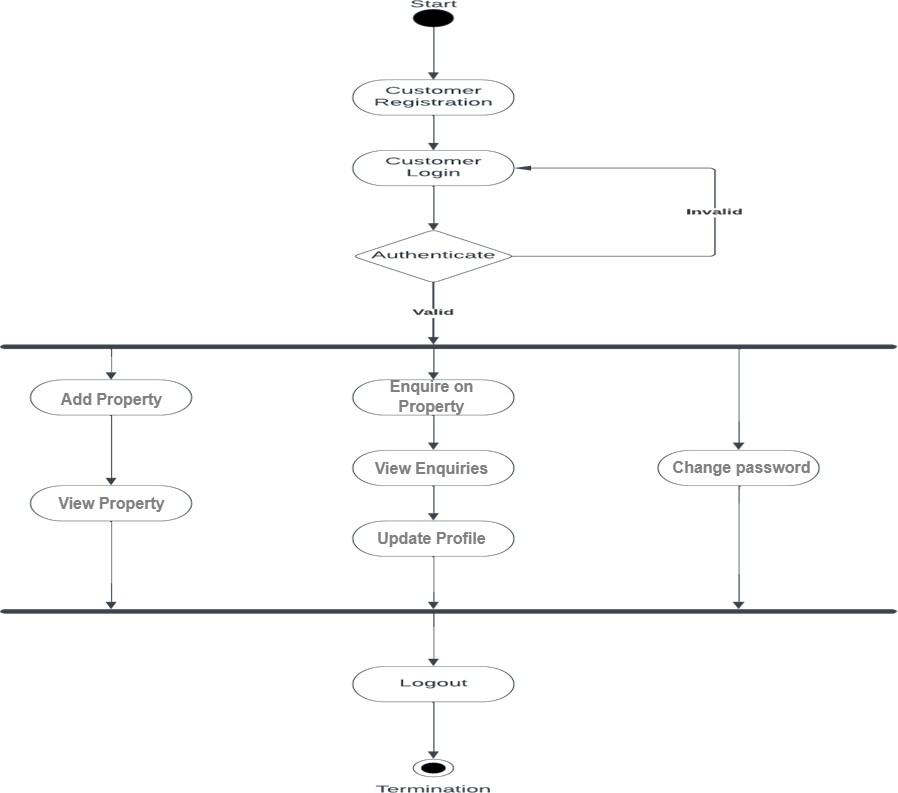 Start
Customer
Registration
Customer
Login
Invalid
Authenticate
Valid
Add Property
Enquire on
Property
View Enquiries
Change password
View Property
Update Profile
Logout
Termination